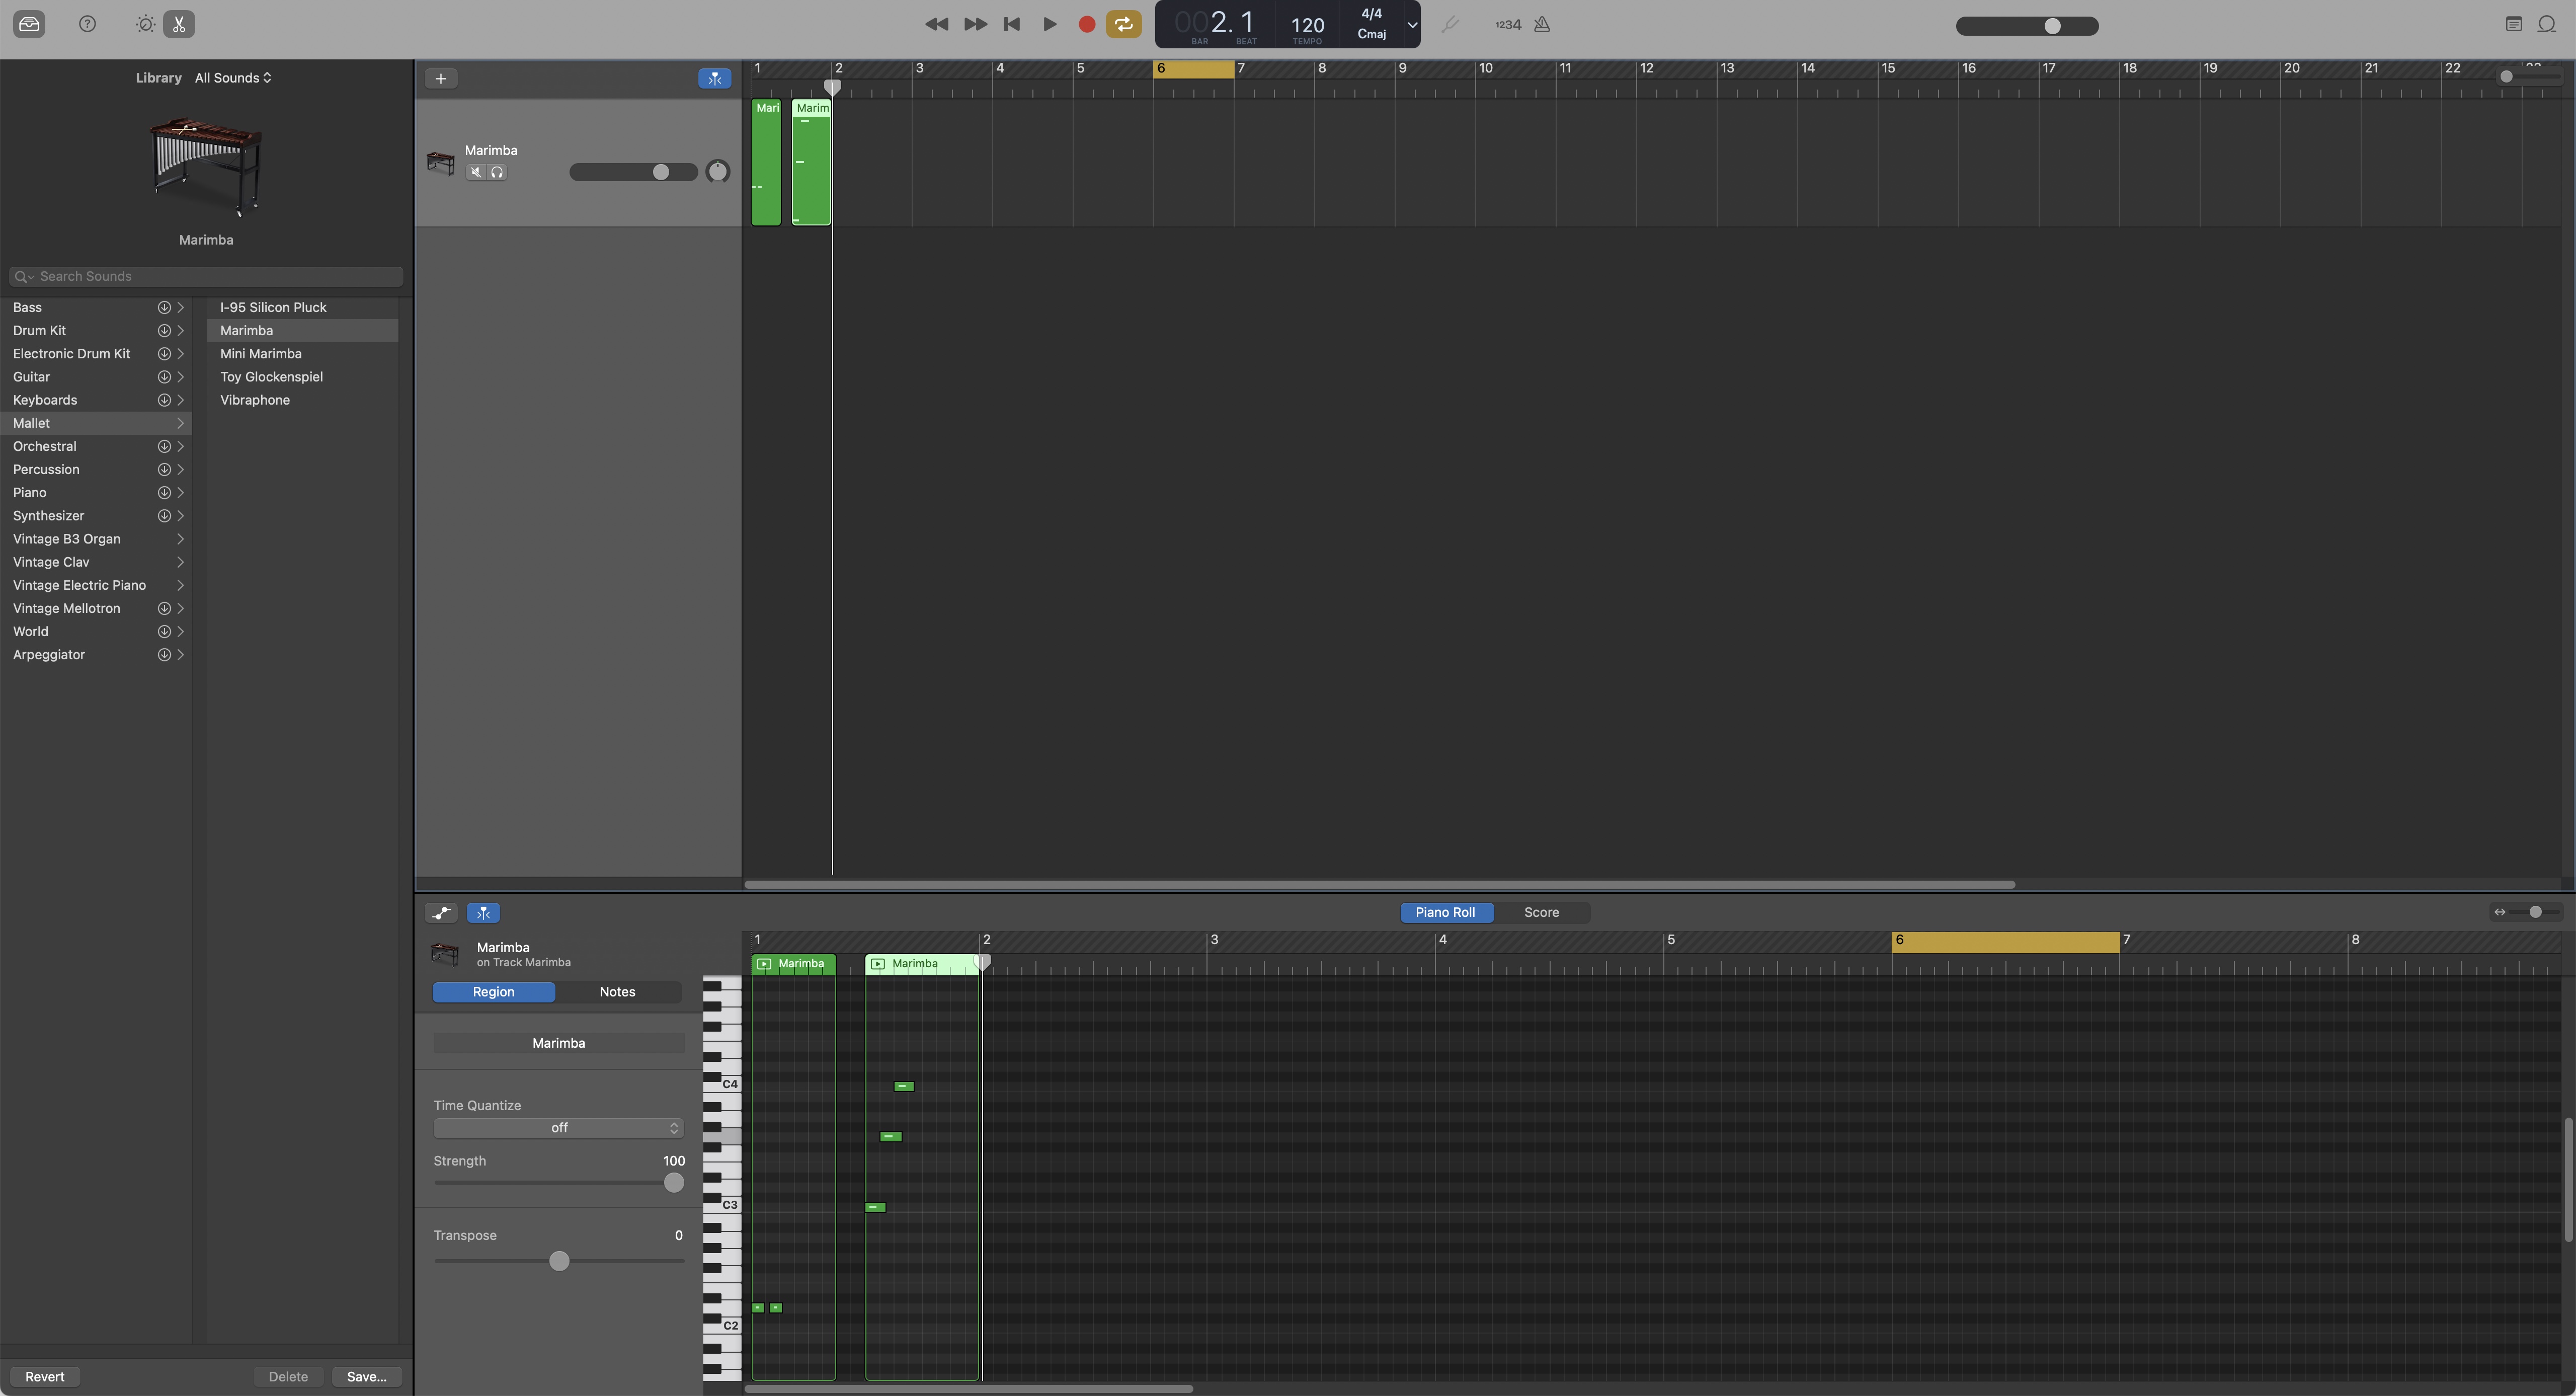 002.1
BAR BEAT
120
TEMPO
4/4
Cmaj
1234
Library All Sounds
Marimba
Search Sounds
Bass
Drum Kit
Electronic Drum Kit
Guitar
Keyboards
Mallet
Orchestral
Percussion
Piano
Synthesizer
Vintage B3 Organ
Vintage Clav
Vintage Electric Piano
Vintage Mellotron
World
Arpeggiator
I-95 Silicon Pluck
Marimba
Mini Marimba
Toy Glockenspiel
Vibraphone
Revert Delete Save...
1 2 3 4 5 6 7 8 9 10 11 12 13 14 15 16 17 18 19 20 21 22
Marimba
Mari Marim
Piano Roll Score
1 2 3 4 5 6 7 8
Marimba
on Track Marimba
Marimba Marimba
Region Notes
Marimba
Time Quantize
off
Strength 100
Transpose 0
C4
C3
C2